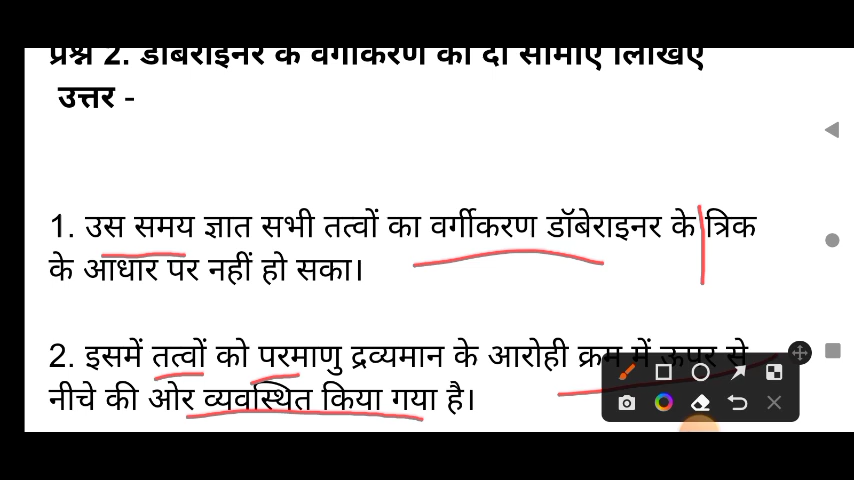 प्रश्न 2. डॉबेराइनर के वर्गीकरण की दो सीमाएँ लिखिए
उत्तर -
1. उस समय ज्ञात सभी तत्वों का वर्गीकरण डॉबेराइनर के त्रिक
के आधार पर नहीं हो सका।
2. इसमें तत्वों को परमाणु द्रव्यमान के आरोही क्रम में ऊपर से
नीचे की ओर व्यवस्थित किया गया है।